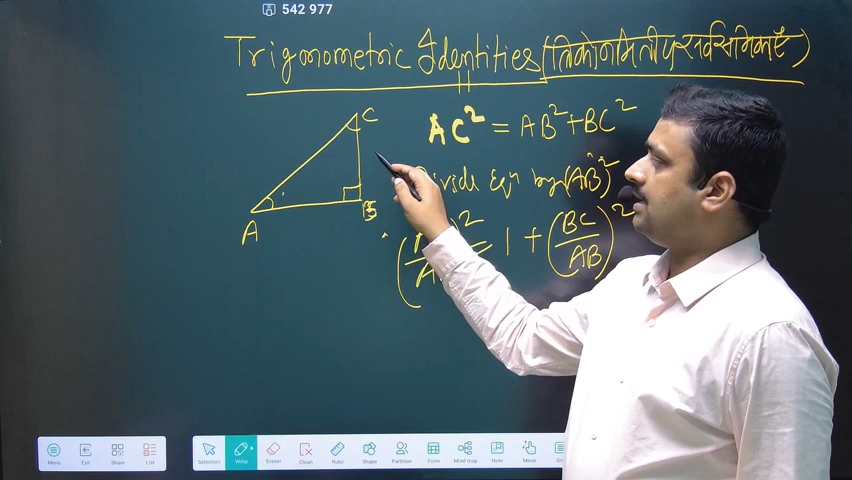 542 977
Trigonometric Identities (त्रिकोणमितीय सर्वसमिकाएँ)
C
A
B
AC² = AB² + BC²
Divide Eqn by (AB)²
= 1 + (BC/AB)²
Menu
Exit
Share
List
Selection
Write
Eraser
Clean
Ruler
Shape
Partition
Form
Mind map
Note
Move